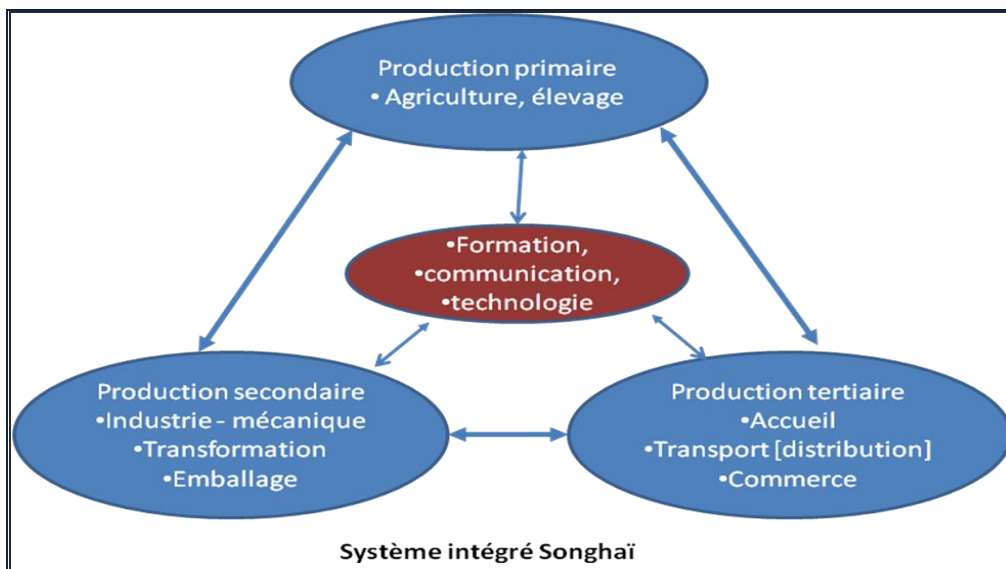 Production primaire
• Agriculture, élevage
•Formation,
•communication,
•technologie
Production secondaire
•Industrie - mécanique
•Transformation
•Emballage
Production tertiaire
•Accueil
•Transport [distribution]
•Commerce
Système intégré Songhaï